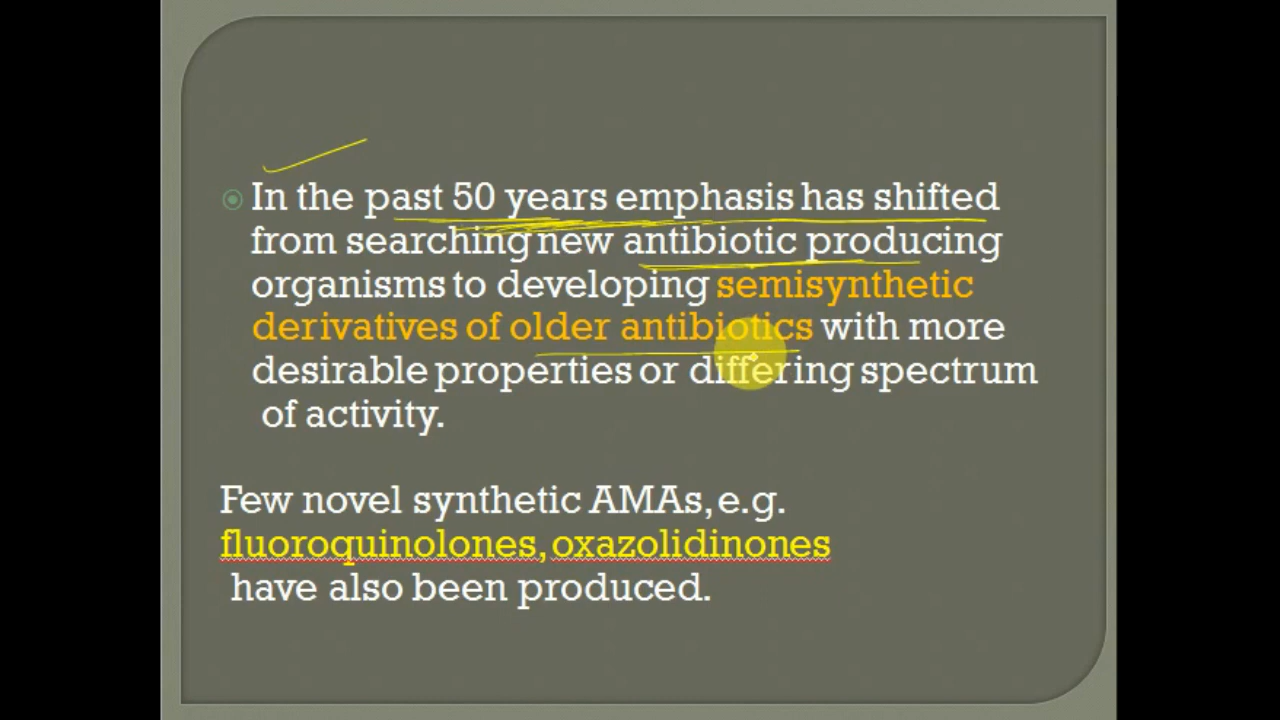 In the past 50 years emphasis has shifted
from searching new antibiotic producing
organisms to developing semisynthetic
derivatives of older antibiotics with more
desirable properties or differing spectrum
of activity.
Few novel synthetic AMAs, e.g.
fluoroquinolones, oxazolidinones
have also been produced.